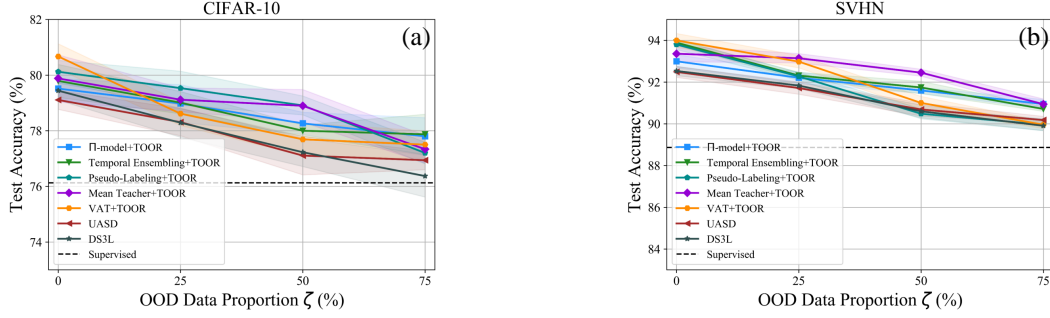 CIFAR-10
(a)
82
80
78
76
74
Test Accuracy (%)
Π-model+TOOR
Temporal Ensembling+TOOR
Pseudo-Labeling+TOOR
Mean Teacher+TOOR
VAT+TOOR
UASD
DS3L
Supervised
0 25 50 75
OOD Data Proportion ζ (%)
SVHN
(b)
94
92
90
88
86
84
Test Accuracy (%)
Π-model+TOOR
Temporal Ensembling+TOOR
Pseudo-Labeling+TOOR
Mean Teacher+TOOR
VAT+TOOR
UASD
DS3L
Supervised
0 25 50 75
OOD Data Proportion ζ (%)